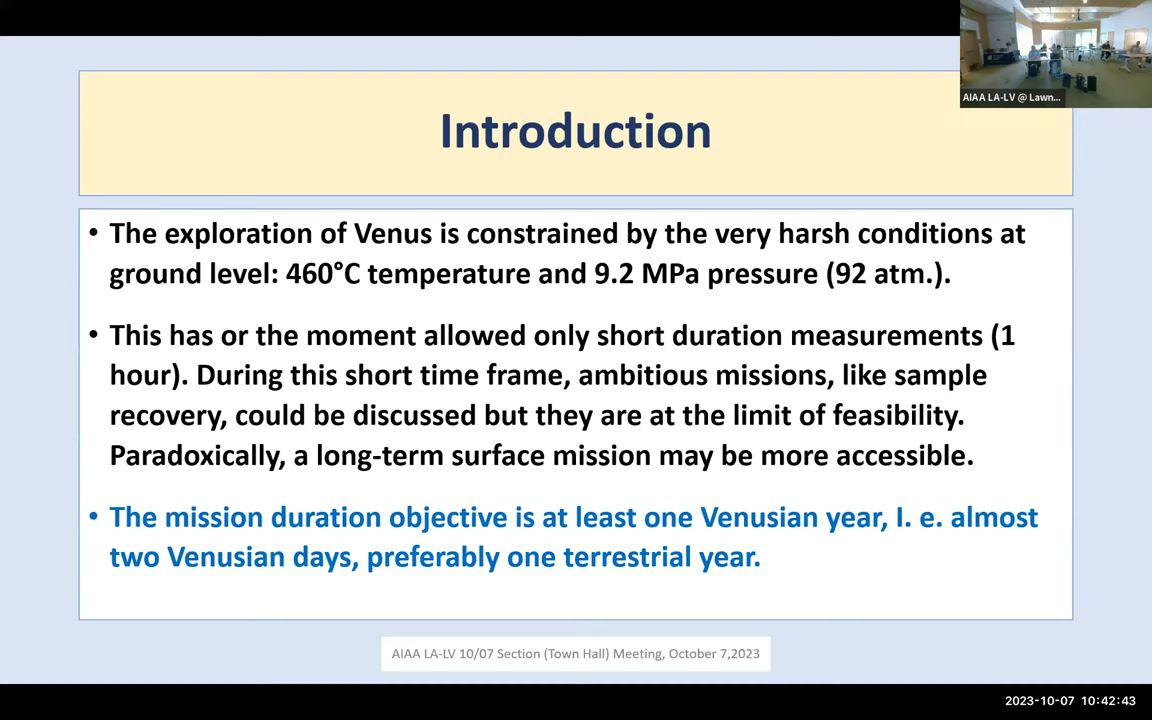 AIAA LA-LV @ Lawn...
Introduction
• The exploration of Venus is constrained by the very harsh conditions at
ground level: 460°C temperature and 9.2 MPa pressure (92 atm.).
• This has or the moment allowed only short duration measurements (1
hour). During this short time frame, ambitious missions, like sample
recovery, could be discussed but they are at the limit of feasibility.
Paradoxically, a long-term surface mission may be more accessible.
• The mission duration objective is at least one Venusian year, I. e. almost
two Venusian days, preferably one terrestrial year.
AIAA LA-LV 10/07 Section (Town Hall) Meeting, October 7,2023
2023-10-07 10:42:43